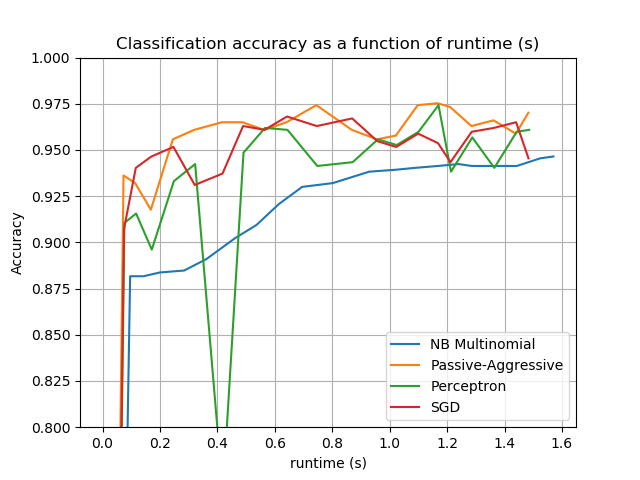 Classification accuracy as a function of runtime (s)
1.000
0.975
0.950
0.925
0.900
0.875
0.850
0.825
0.800
Accuracy
NB Multinomial
Passive-Aggressive
Perceptron
SGD
0.0 0.2 0.4 0.6 0.8 1.0 1.2 1.4 1.6
runtime (s)